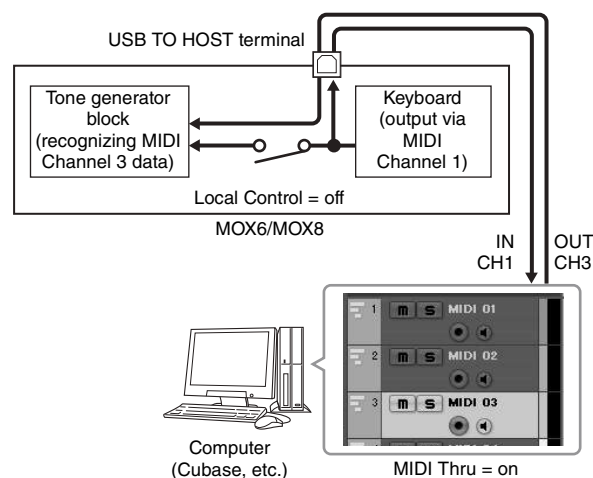 USB TO HOST terminal
Tone generator
block
(recognizing MIDI
Channel 3 data)
Keyboard
(output via
MIDI
Channel 1)
Local Control = off
MOX6/MOX8
IN
CH1
OUT
CH3
1 m S MIDI 01
2 m S MIDI 02
3 m S MIDI 03
Computer
(Cubase, etc.)
MIDI Thru = on